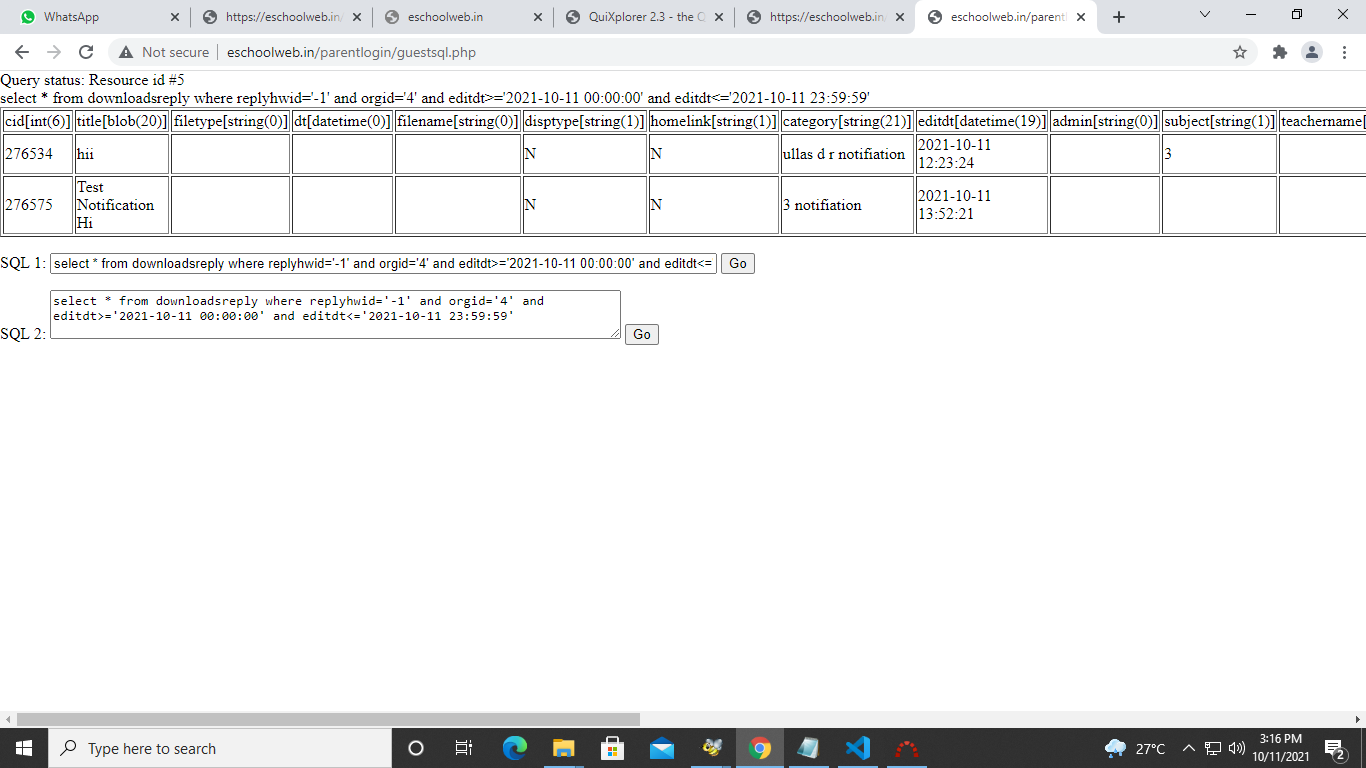 WhatsApp
https://eschoolweb.in/
eschoolweb.in
QuiXplorer 2.3 - the Q
https://eschoolweb.in/
eschoolweb.in/parentl
Not secure
eschoolweb.in/parentlogin/guestsql.php
Query status: Resource id #5
select * from downloadsreply where replyhwid='-1' and orgid='4' and editdt>='2021-10-11 00:00:00' and editdt<='2021-10-11 23:59:59'
cid[int(6)] title[blob(20)] filetype[string(0)] dt[datetime(0)] filename[string(0)] disptype[string(1)] homelink[string(1)] category[string(21)] editdt[datetime(19)] admin[string(0)] subject[string(1)] teachername[
276534 hii N N ullas d r notifiation 2021-10-11 3
12:23:24
276575 Test N N 3 notifiation 2021-10-11
Notification 13:52:21
Hi
SQL 1: select * from downloadsreply where replyhwid='-1' and orgid='4' and editdt>='2021-10-11 00:00:00' and editdt<= Go
select * from downloadsreply where replyhwid='-1' and orgid='4' and
editdt>='2021-10-11 00:00:00' and editdt<='2021-10-11 23:59:59'
SQL 2: Go
Type here to search
27°C
3:16 PM
10/11/2021
2